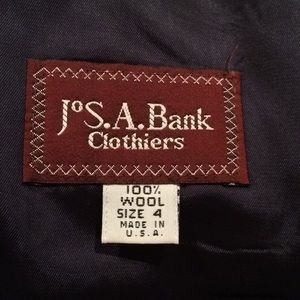 JoS.A. Bank
Clothiers
100%
WOOL
SIZE 4
MADE IN
U.S.A.